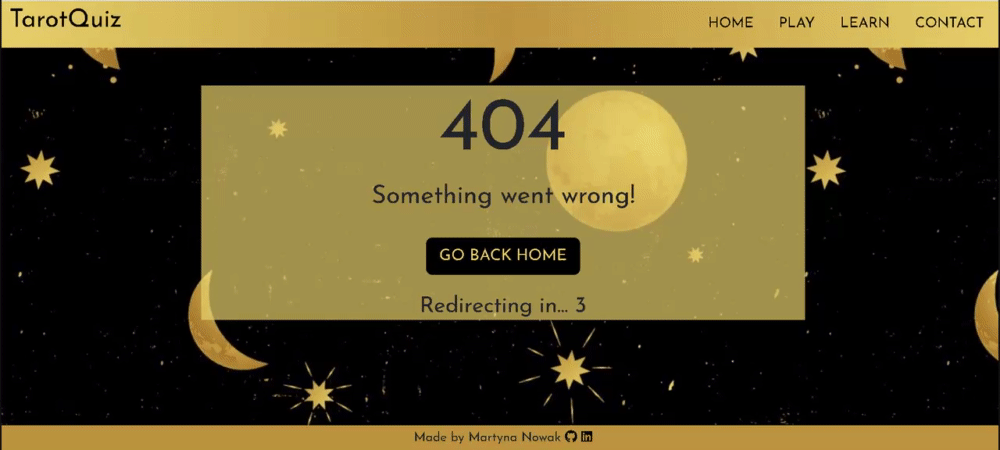 TarotQuiz
HOME PLAY LEARN CONTACT
404
Something went wrong!
GO BACK HOME
Redirecting in... 3
Made by Martyna Nowak